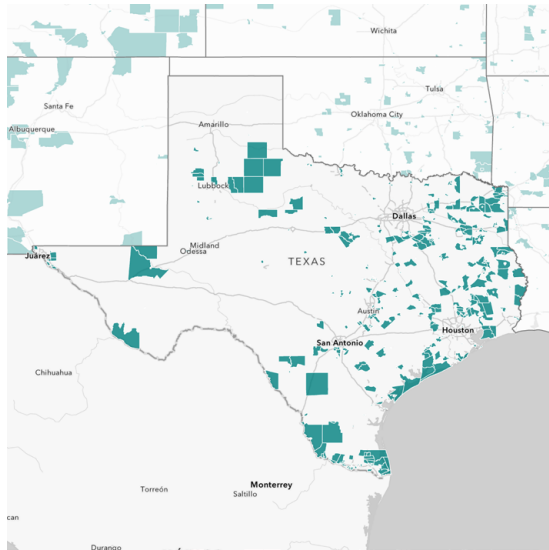 Wichita
Tulsa
Santa Fe
Oklahoma City
Amarillo
Albuquerque
Lubbock
Dallas
Midland
Odessa
Juárez
TEXAS
Austin
Houston
San Antonio
Chihuahua
Monterrey
Torreón
Saltillo
can
Durango